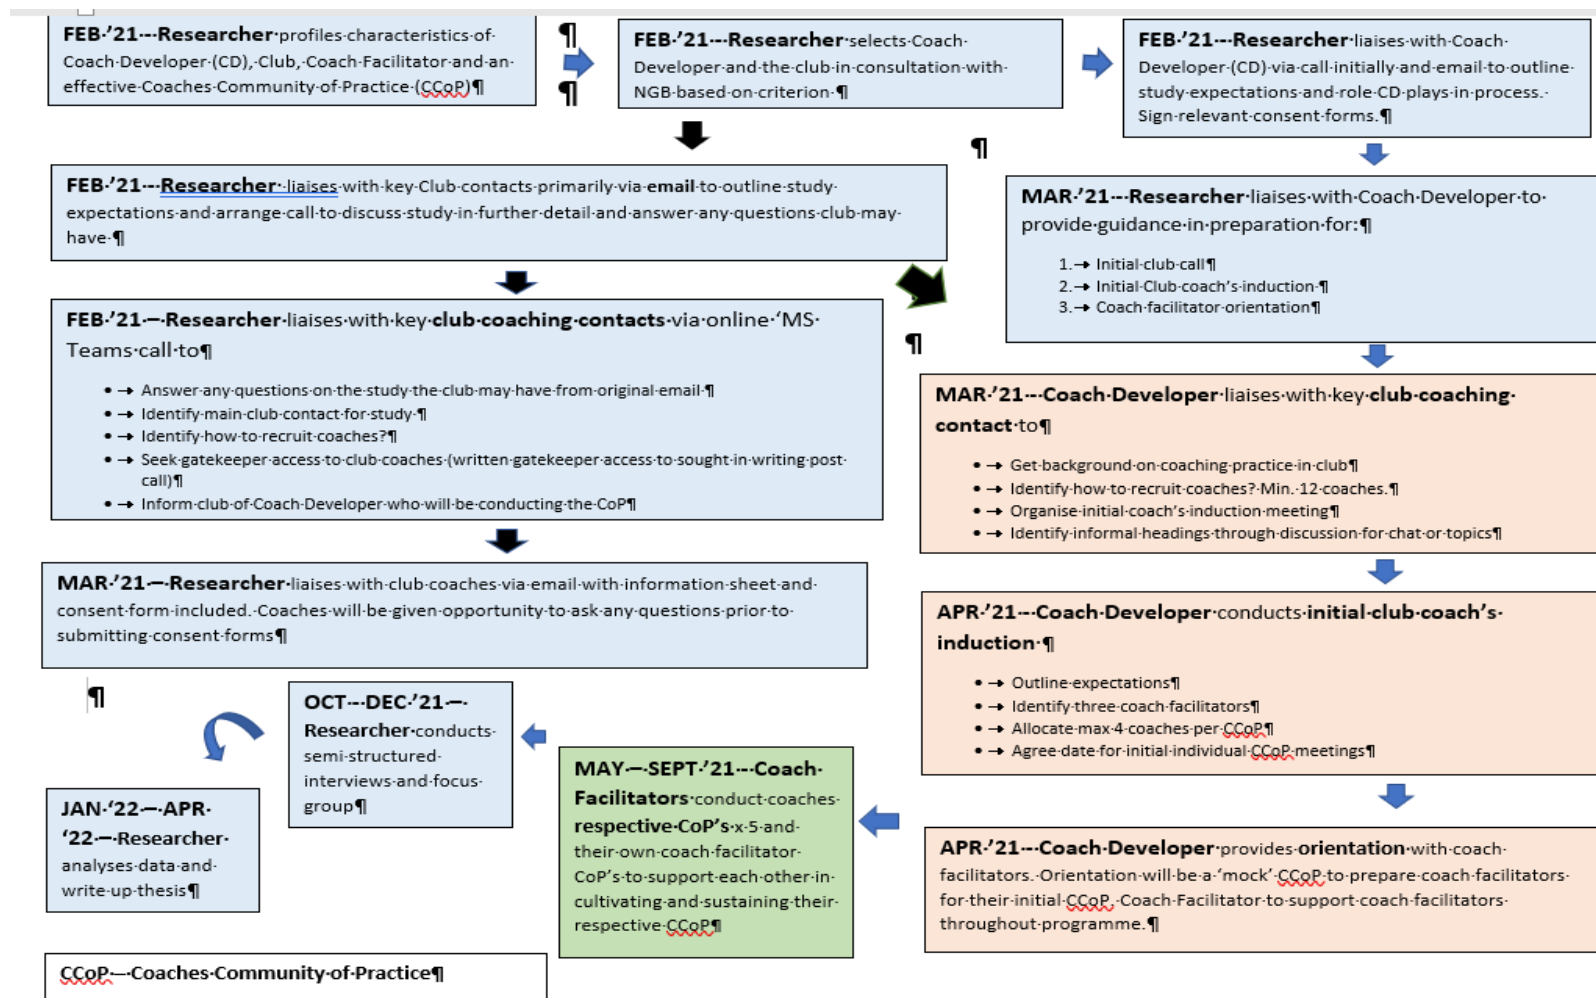 FEB '21 - Researcher profiles characteristics of
Coach Developer (CD), Club, Coach Facilitator and an
effective Coaches Community of Practice (CCoP)¶
¶
¶
FEB '21 - Researcher selects Coach
Developer and the club in consultation with
NGB based on criterion ¶
FEB '21 - Researcher liaises with Coach
Developer (CD) via call initially and email to outline
study expectations and role CD plays in process.
Sign relevant consent forms.¶
¶
FEB '21 - Researcher liaises with key Club contacts primarily via email to outline study
expectations and arrange call to discuss study in further detail and answer any questions club may
have ¶
MAR '21 - Researcher liaises with Coach Developer to
provide guidance in preparation for:¶
1.→ Initial club call¶
2.→ Initial Club coach's induction ¶
3.→ Coach facilitator orientation¶
¶
FEB '21 – Researcher liaises with key club coaching contacts via online 'MS
Teams call to¶
• → Answer any questions on the study the club may have from original email ¶
• → Identify main club contact for study ¶
• → Identify how to recruit coaches?¶
• → Seek gatekeeper access to club coaches (written gatekeeper access to sought in writing post
call)¶
• → Inform club of Coach Developer who will be conducting the CoP¶
MAR '21 - Coach Developer liaises with key club coaching
contact to¶
• → Get background on coaching practice in club¶
• → Identify how to recruit coaches? Min. 12 coaches.¶
• → Organise initial coach's induction meeting¶
• → Identify informal headings through discussion for chat or topics¶
MAR '21 – Researcher liaises with club coaches via email with information sheet and
consent form included. Coaches will be given opportunity to ask any questions prior to
submitting consent forms¶
APR '21 - Coach Developer conducts initial club coach's
induction ¶
• → Outline expectations¶
• → Identify three coach facilitators¶
• → Allocate max 4 coaches per CCoP¶
• → Agree date for initial individual CCoP meetings¶
APR '21 - Coach Developer provides orientation with coach
facilitators. Orientation will be a 'mock' CCoP to prepare coach facilitators
for their initial CCoP. Coach Facilitator to support coach facilitators
throughout programme.¶
MAY – SEPT '21 - Coach
Facilitators conduct coaches
respective CoP's x 5 and
their own coach facilitator
CoP's to support each other in
cultivating and sustaining their
respective CCoP¶
OCT - DEC '21 –
Researcher conducts
semi-structured
interviews and focus
group¶
¶
JAN '22 – APR
'22 – Researcher
analyses data and
write up thesis¶
CCoP – Coaches Community of Practice¶